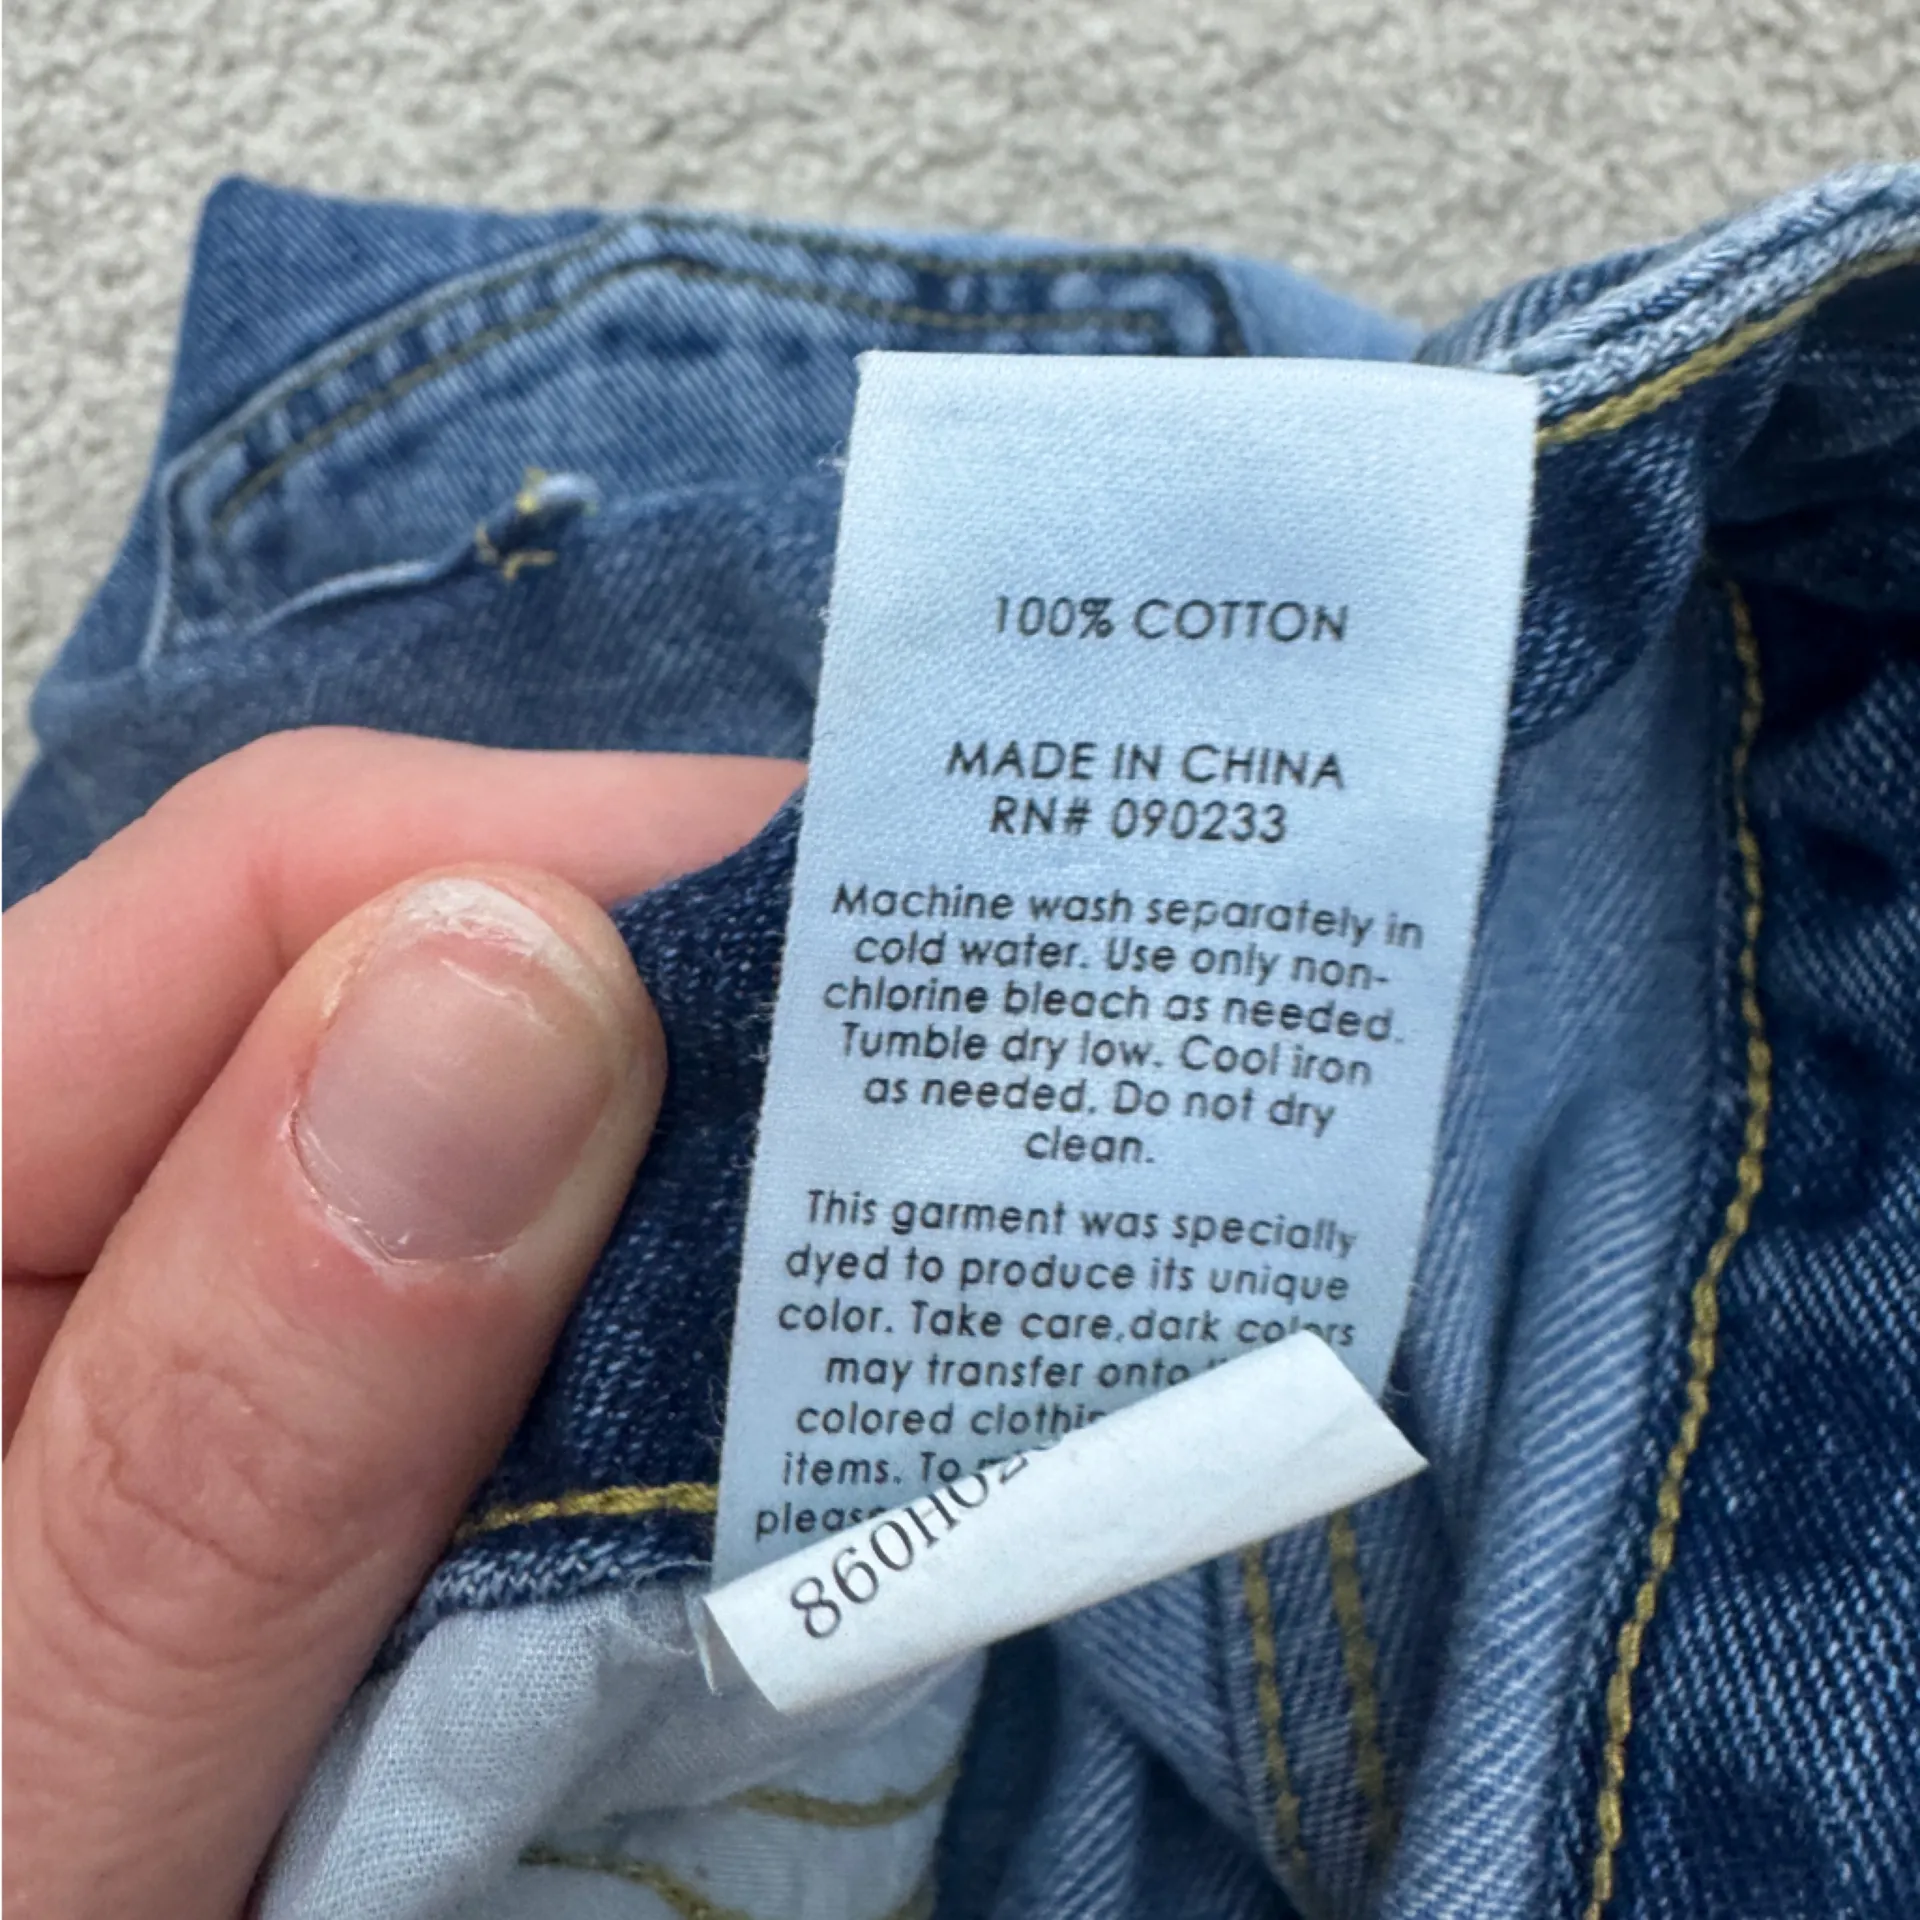 100% COTTON
MADE IN CHINA
RN# 090233
Machine wash separately in
cold water. Use only non-
chlorine bleach as needed.
Tumble dry low. Cool iron
as needed. Do not dry
clean.
This garment was specially
dyed to produce its unique
color. Take care,dark colors
may transfer onto
colored
items. To
860H02